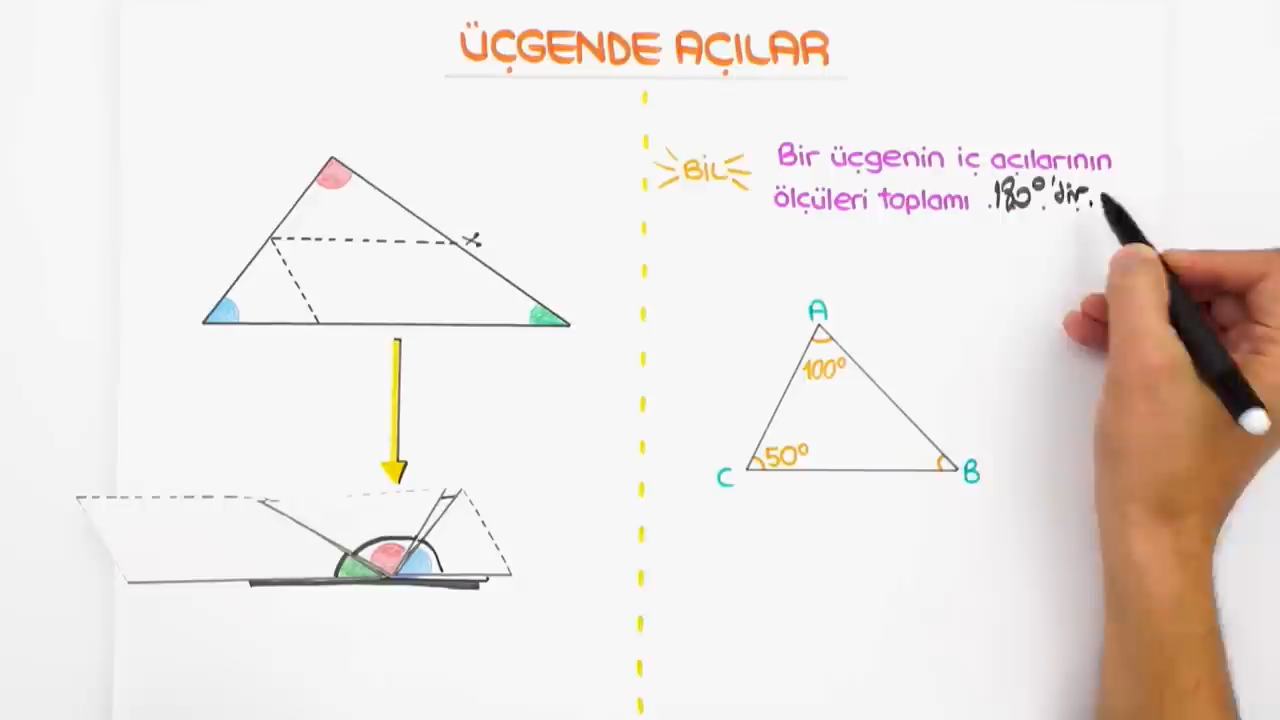 ÜÇGENDE AÇILAR
BİL
Bir üçgenin iç açılarının
ölçüleri toplamı .180°'dir.
A
100°
50°
C
B